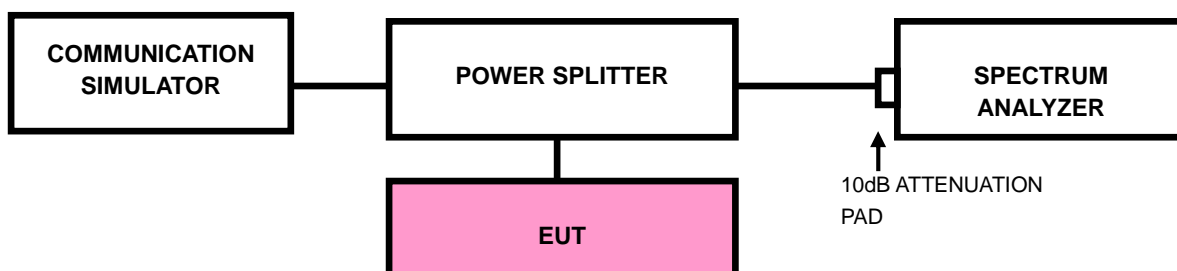 COMMUNICATION
SIMULATOR
POWER SPLITTER
SPECTRUM
ANALYZER
10dB ATTENUATION
PAD
EUT